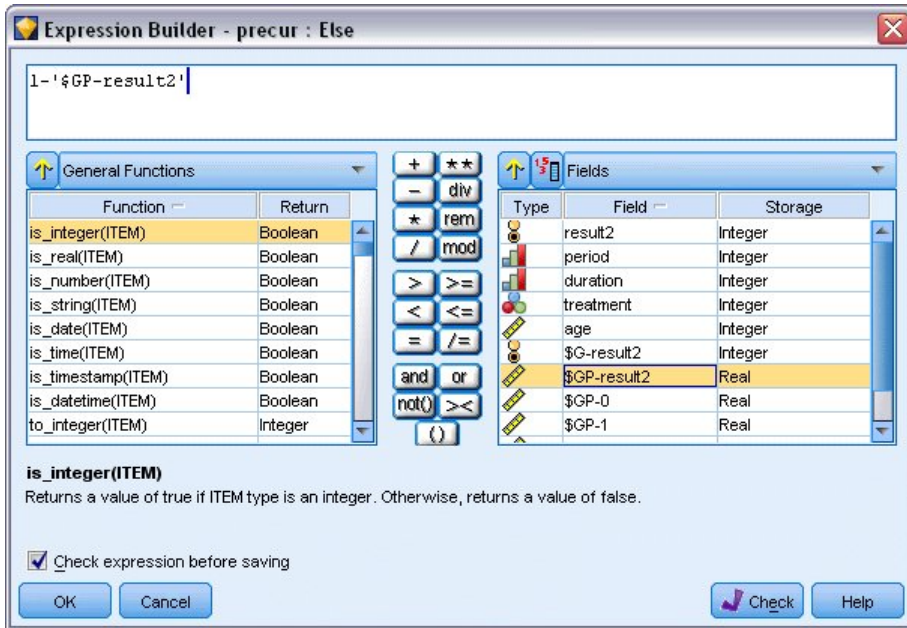 Expression Builder - precur : Else
1-'$GP-result2'
General Functions
Function Return
is_integer(ITEM) Boolean
is_real(ITEM) Boolean
is_number(ITEM) Boolean
is_string(ITEM) Boolean
is_date(ITEM) Boolean
is_time(ITEM) Boolean
is_timestamp(ITEM) Boolean
is_datetime(ITEM) Boolean
to_integer(ITEM) Integer
+ **
- div
* rem
/ mod
> >=
< <=
= /=
and or
not() ><
()
Fields
Type Field Storage
result2 Integer
period Integer
duration Integer
treatment Integer
age Integer
$G-result2 Integer
$GP-result2 Real
$GP-0 Real
$GP-1 Real
is_integer(ITEM)
Returns a value of true if ITEM type is an integer. Otherwise, returns a value of false.
Check expression before saving
OK Cancel Check Help